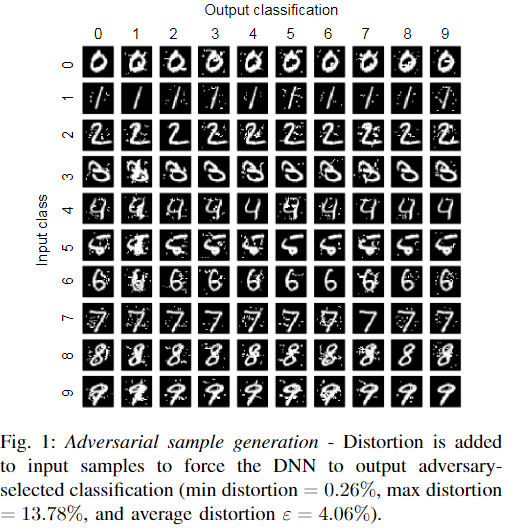 Output classification
0 1 2 3 4 5 6 7 8 9
Input class
0
1
2
3
4
5
6
7
8
9
Fig. 1: Adversarial sample generation - Distortion is added
to input samples to force the DNN to output adversary-
selected classification (min distortion = 0.26%, max distortion
= 13.78%, and average distortion ε = 4.06%).